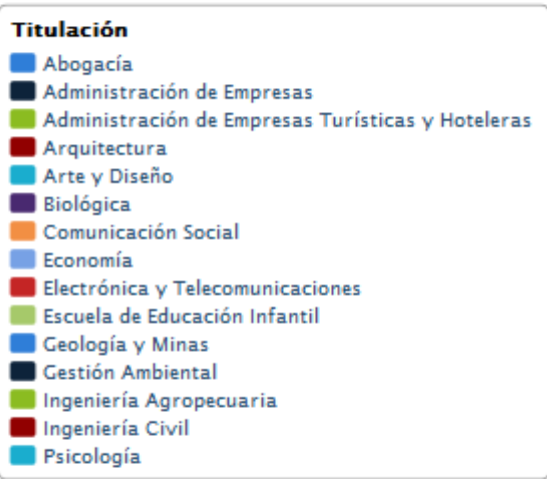 Titulación
Abogacía
Administración de Empresas
Administración de Empresas Turísticas y Hoteleras
Arquitectura
Arte y Diseño
Biológica
Comunicación Social
Economía
Electrónica y Telecomunicaciones
Escuela de Educación Infantil
Geología y Minas
Gestión Ambiental
Ingeniería Agropecuaria
Ingeniería Civil
Psicología